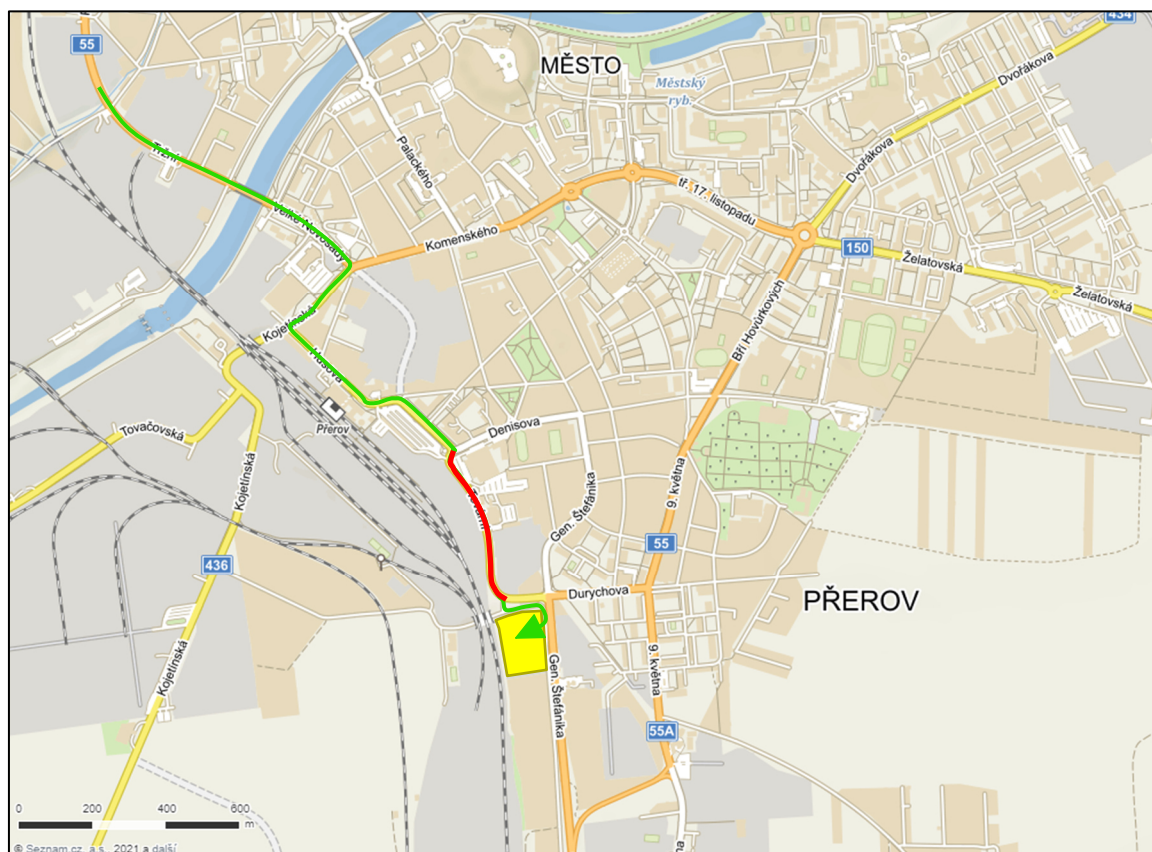 434
55
MĚSTO
Městský
ryb.
Dvořákova
Tržní
Palackého
Dvořákova
tř. 17. listopadu
Velké Novosady
Komenského
150
Želatovská
Želatovská
Kojetínská
Bří Hovůrkových
Husova
Přerov
Denisova
Tovačovská
Kojetínská
9. května
Gen. Štefánika
Tovární
55
436
Durychova
PŘEROV
Kojetínská
9. května
Gen. Štefánika
55A
0 200 400 600
m
© Seznam.cz, a.s., 2021 a další